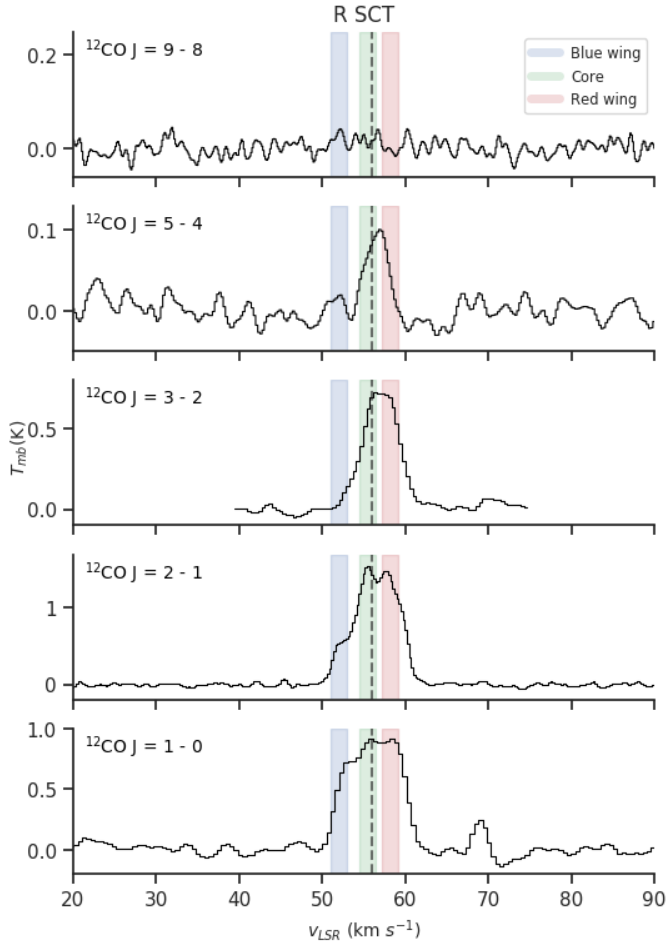 R SCT
¹²CO J = 9 - 8
Blue wing
Core
Red wing
0.2
0.0
¹²CO J = 5 - 4
0.1
0.0
¹²CO J = 3 - 2
0.5
0.0
T_mb(K)
¹²CO J = 2 - 1
1
0
¹²CO J = 1 - 0
1.0
0.5
0.0
20 30 40 50 60 70 80 90
v_LSR (km s⁻¹)